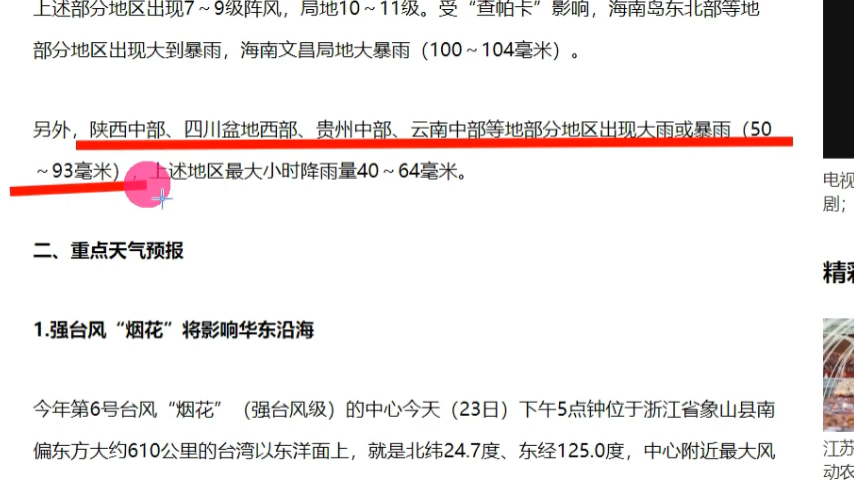 上述部分地区出现7～9级阵风，局地10～11级。受“查帕卡”影响，海南岛东北部等地
部分地区出现大到暴雨，海南文昌局地大暴雨（100～104毫米）。
另外，陕西中部、四川盆地西部、贵州中部、云南中部等地部分地区出现大雨或暴雨（50
～93毫米），上述地区最大小时降雨量40～64毫米。
二、重点天气预报
1.强台风“烟花”将影响华东沿海
今年第6号台风“烟花”（强台风级）的中心今天（23日）下午5点钟位于浙江省象山县南
偏东方大约610公里的台湾以东洋面上，就是北纬24.7度、东经125.0度，中心附近最大风
电视
剧；
精彩
江苏
动农